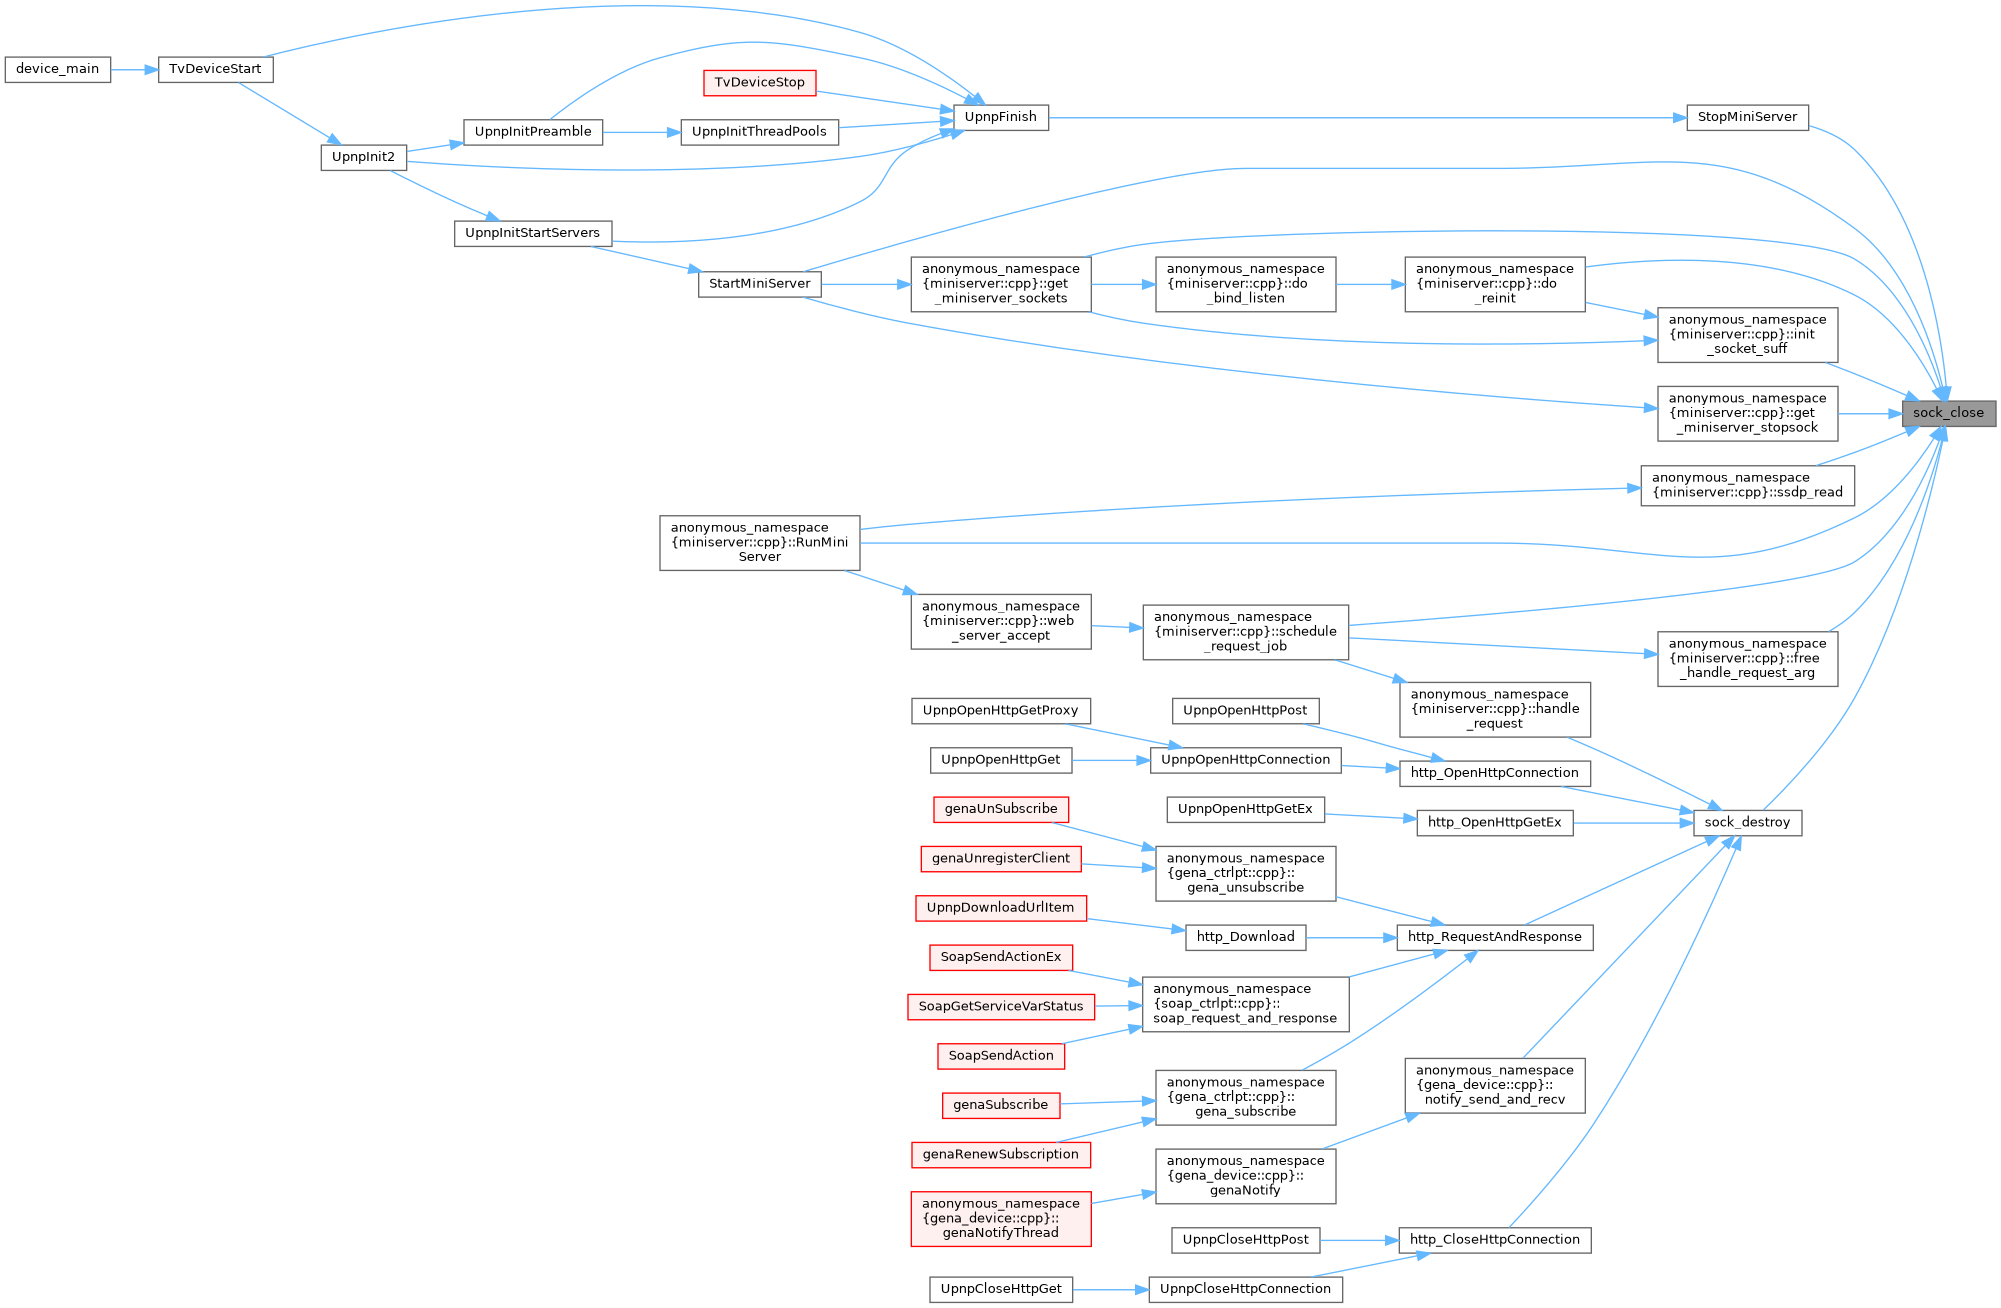 device_main
TvDeviceStart
UpnpInit2
UpnpInitPreamble
UpnpInitStartServers
TvDeviceStop
UpnpInitThreadPools
UpnpFinish
StopMiniServer
StartMiniServer
anonymous_namespace
{miniserver::cpp}::get
_miniserver_sockets
anonymous_namespace
{miniserver::cpp}::do
_bind_listen
anonymous_namespace
{miniserver::cpp}::do
_reinit
anonymous_namespace
{miniserver::cpp}::init
_socket_suff
anonymous_namespace
{miniserver::cpp}::get
_miniserver_stopsock
sock_close
anonymous_namespace
{miniserver::cpp}::ssdp_read
anonymous_namespace
{miniserver::cpp}::RunMini
Server
anonymous_namespace
{miniserver::cpp}::web
_server_accept
anonymous_namespace
{miniserver::cpp}::schedule
_request_job
anonymous_namespace
{miniserver::cpp}::free
_handle_request_arg
anonymous_namespace
{miniserver::cpp}::handle
_request
UpnpOpenHttpGetProxy
UpnpOpenHttpPost
UpnpOpenHttpGet
UpnpOpenHttpConnection
http_OpenHttpConnection
genaUnSubscribe
UpnpOpenHttpGetEx
http_OpenHttpGetEx
sock_destroy
genaUnregisterClient
anonymous_namespace
{gena_ctrlpt::cpp}::
gena_unsubscribe
UpnpDownloadUrlItem
http_Download
http_RequestAndResponse
SoapSendActionEx
SoapGetServiceVarStatus
SoapSendAction
anonymous_namespace
{soap_ctrlpt::cpp}::
soap_request_and_response
genaSubscribe
genaRenewSubscription
anonymous_namespace
{gena_ctrlpt::cpp}::
gena_subscribe
anonymous_namespace
{gena_device::cpp}::
notify_send_and_recv
anonymous_namespace
{gena_device::cpp}::
genaNotify
anonymous_namespace
{gena_device::cpp}::
genaNotifyThread
UpnpCloseHttpPost
http_CloseHttpConnection
UpnpCloseHttpGet
UpnpCloseHttpConnection